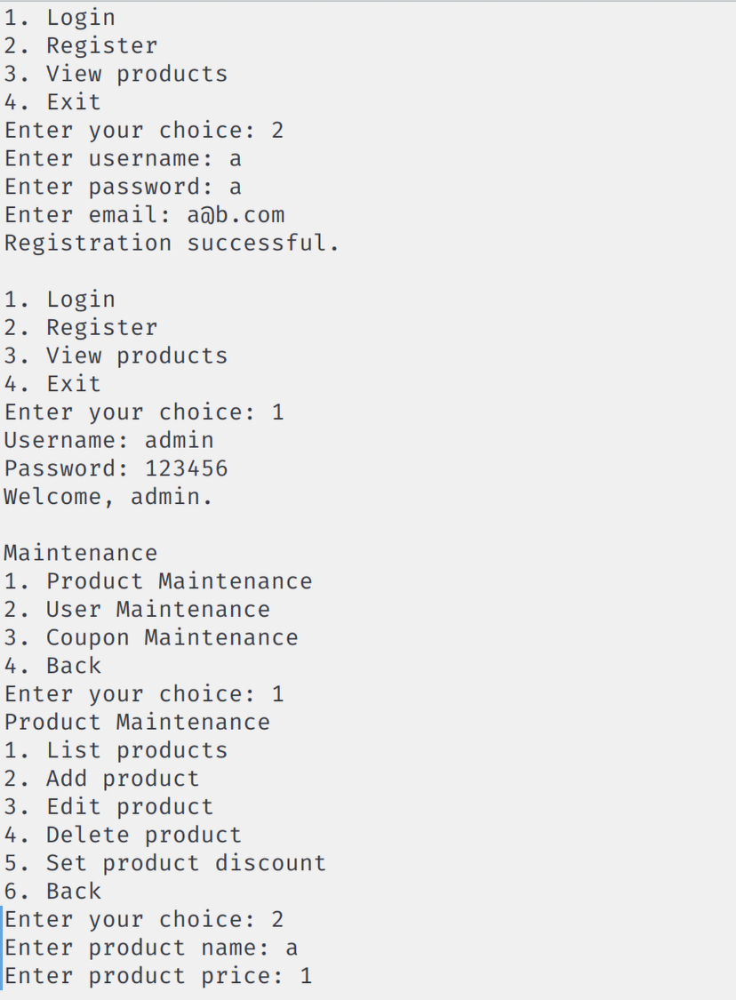 1. Login
2. Register
3. View products
4. Exit
Enter your choice: 2
Enter username: a
Enter password: a
Enter email: a@b.com
Registration successful.

1. Login
2. Register
3. View products
4. Exit
Enter your choice: 1
Username: admin
Password: 123456
Welcome, admin.

Maintenance
1. Product Maintenance
2. User Maintenance
3. Coupon Maintenance
4. Back
Enter your choice: 1
Product Maintenance
1. List products
2. Add product
3. Edit product
4. Delete product
5. Set product discount
6. Back
Enter your choice: 2
Enter product name: a
Enter product price: 1